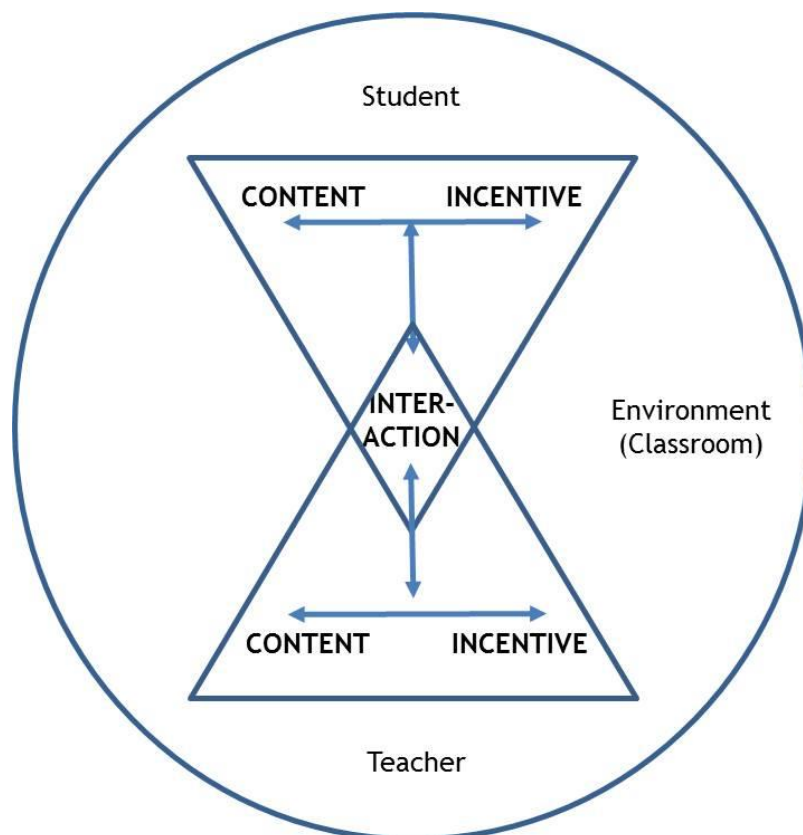 Student
CONTENT INCENTIVE
INTER-
ACTION
Environment
(Classroom)
CONTENT INCENTIVE
Teacher